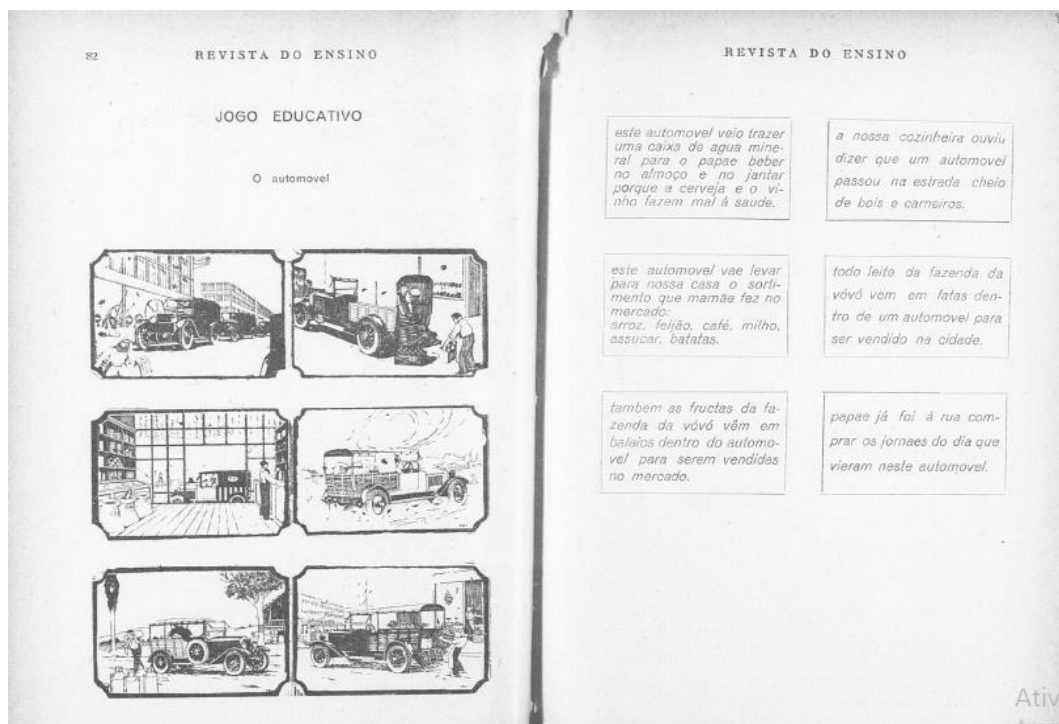 82
REVISTA DO ENSINO
JOGO EDUCATIVO
O automovel
REVISTA DO ENSINO
este automovel veio trazer
uma caixa de agua mine-
ral para o papae beber
no almoço e no jantar
porque a cerveja e o vi-
nho fazem mal á saude.
a nossa cozinheira ouviu
dizer que um automovel
passou na estrada cheio
de bois e carneiros.
este automovel vae levar
para nossa casa o sorti-
mento que mamãe fez no
mercado:
arroz, feijão, café, milho,
assucar, batatas.
todo leite da fazenda da
vóvó vem em latas den-
tro de um automovel para
ser vendido na cidade.
tambem as fructas da fa-
zenda da vóvó vêm em
balaios dentro do automo-
vel para serem vendidas
no mercado.
papae já foi á rua com-
prar os jornaes do dia que
vieram neste automovel.
Ativ